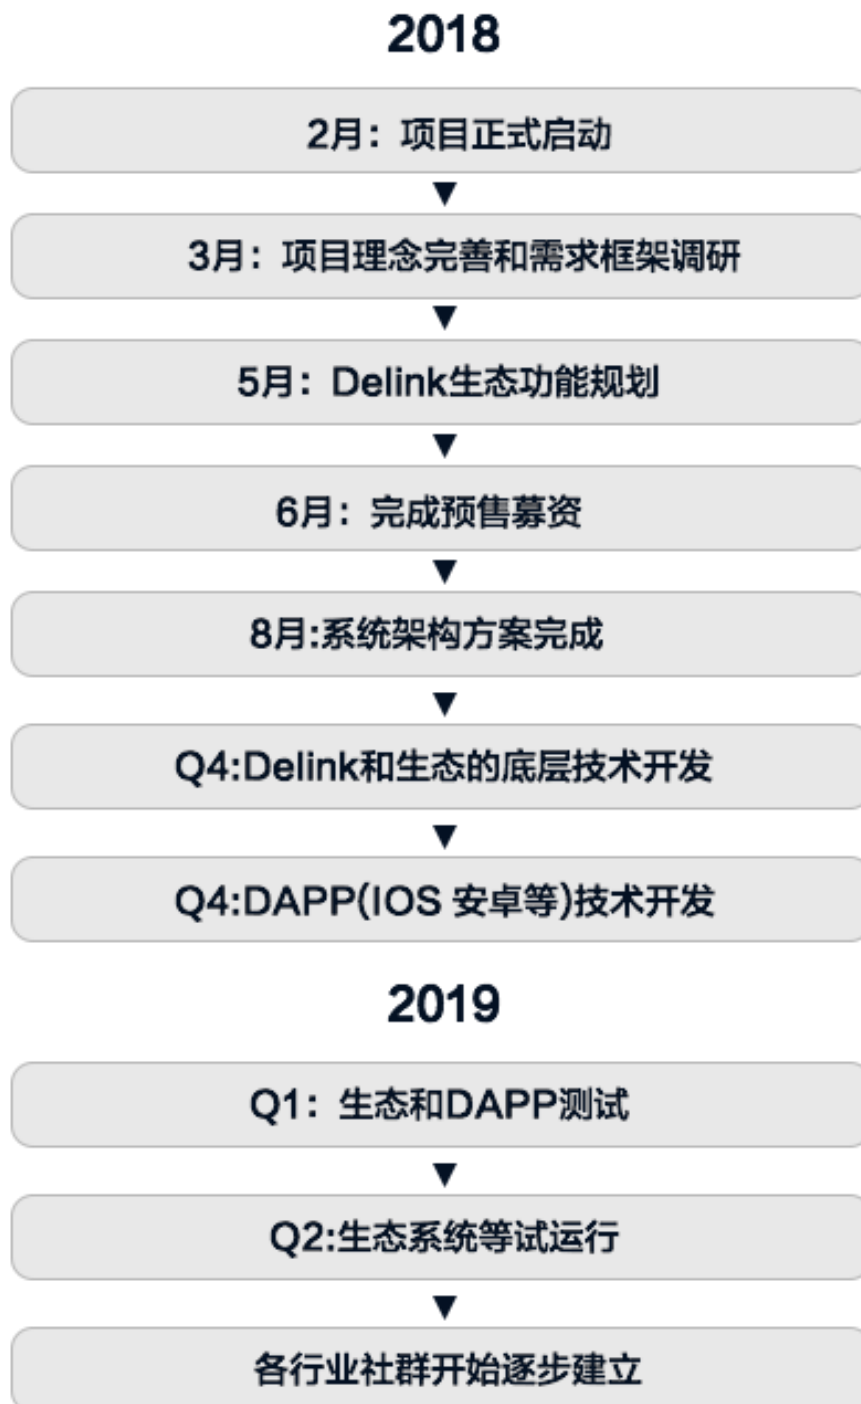 2018
2月：项目正式启动
3月：项目理念完善和需求框架调研
5月：Delink生态功能规划
6月：完成预售募资
8月:系统架构方案完成
Q4:Delink和生态的底层技术开发
Q4:DAPP(IOS 安卓等)技术开发
2019
Q1：生态和DAPP测试
Q2:生态系统等试运行
各行业社群开始逐步建立